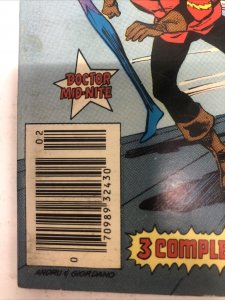 DOCTOR
MID-NITE
02
0
70989 32430
3 COMPLE
ANDRU & GIORDANO